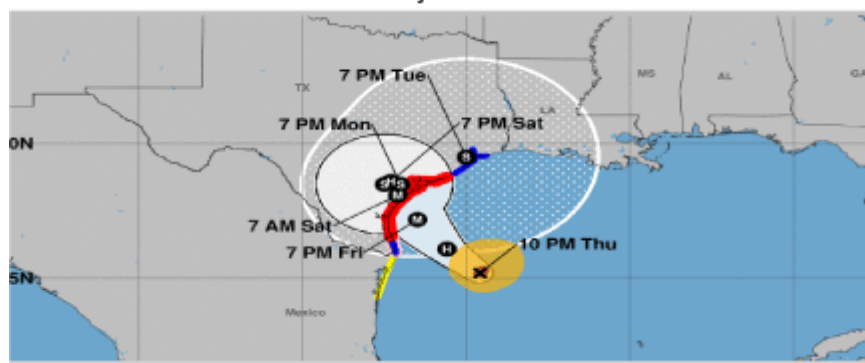 TX
MS
AL
GA
7 PM Tue
LA
7 PM Mon
7 PM Sat
0N
S
S
H
S
M
7 AM Sat
M
7 PM Fri
H
10 PM Thu
5N
Mexico